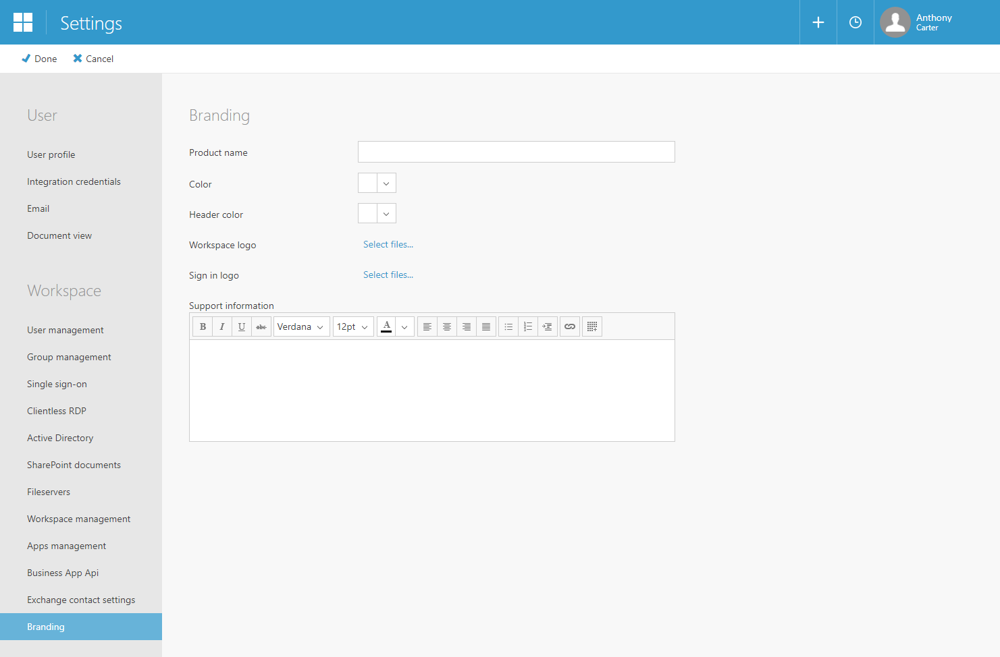 Settings
Anthony
Carter
Done
Cancel
User
User profile
Integration credentials
Email
Document view
Workspace
User management
Group management
Single sign-on
Clientless RDP
Active Directory
SharePoint documents
Fileservers
Workspace management
Apps management
Business App Api
Exchange contact settings
Branding
Branding
Product name
Color
Header color
Workspace logo
Select files...
Sign in logo
Select files...
Support information
B I U abc Verdana 12pt A